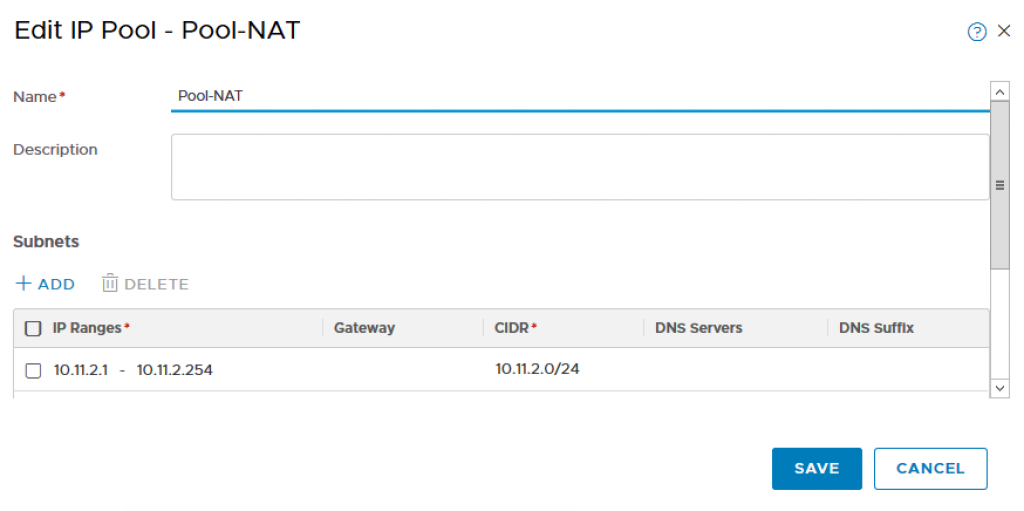 Edit IP Pool - Pool-NAT
Name* Pool-NAT
Description
Subnets
+ ADD DELETE
IP Ranges* Gateway CIDR* DNS Servers DNS Suffix
10.11.2.1 - 10.11.2.254 10.11.2.0/24
SAVE CANCEL